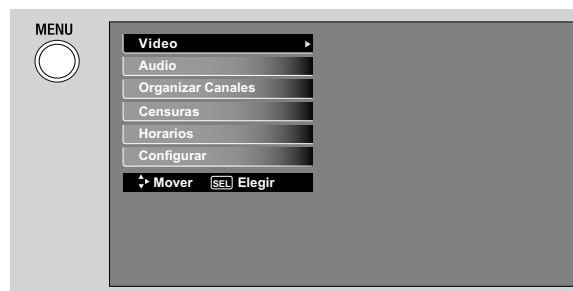 MENU
Video
Audio
Organizar Canales
Censuras
Horarios
Configurar
Mover SEL Elegir